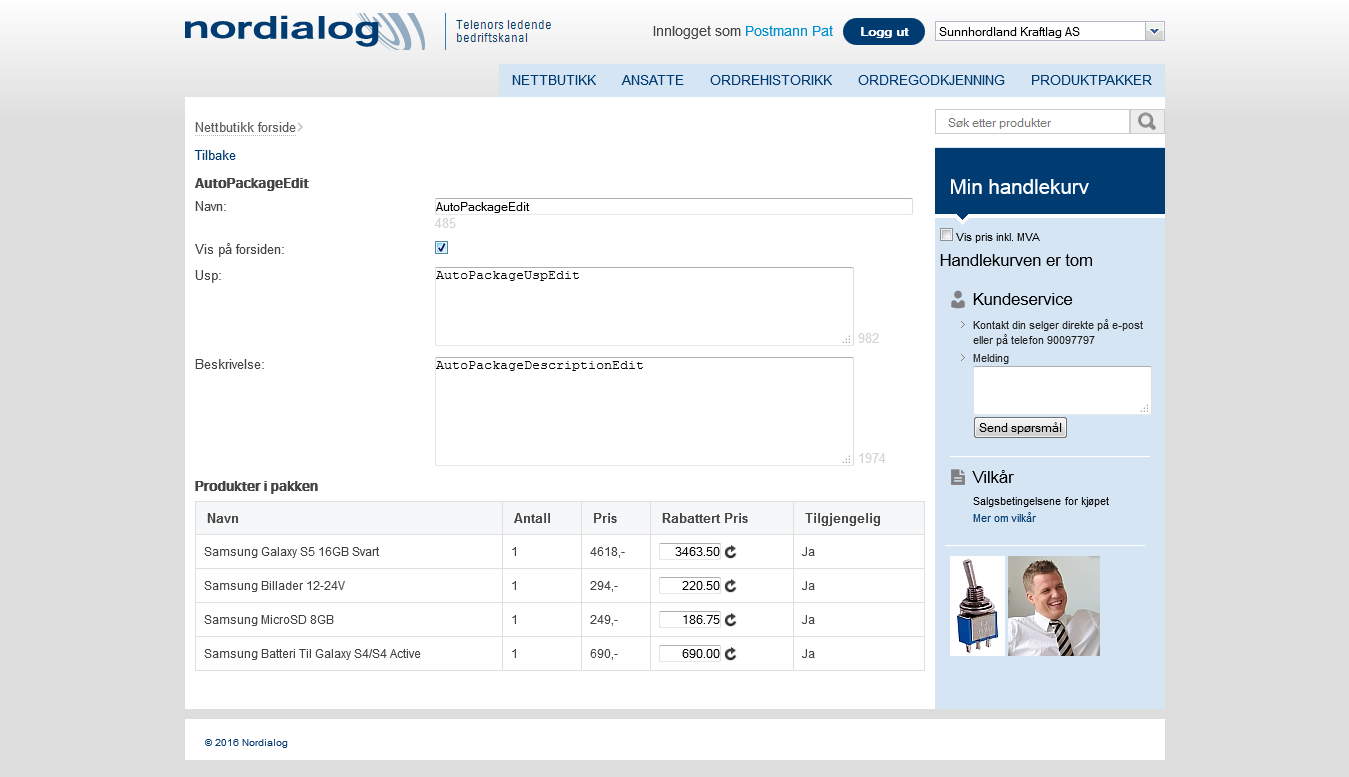 nordialog
Telenors ledende
bedriftskanal
Innlogget som Postmann Pat
Logg ut
Sunnhordland Kraftlag AS
NETTBUTIKK ANSATTE ORDREHISTORIKK ORDREGODKJENNING PRODUKTPAKKER
Nettbutikk forside
Tilbake
AutoPackageEdit
Navn: AutoPackageEdit
485
Vis på forsiden:
Usp: AutoPackageUspEdit
982
Beskrivelse: AutoPackageDescriptionEdit
1974
Produkter i pakken
Navn Antall Pris Rabattert Pris Tilgjengelig
Samsung Galaxy S5 16GB Svart 1 4618,- 3463.50 Ja
Samsung Billader 12-24V 1 294,- 220.50 Ja
Samsung MicroSD 8GB 1 249,- 186.75 Ja
Samsung Batteri Til Galaxy S4/S4 Active 1 690,- 690.00 Ja
Søk etter produkter
Min handlekurv
Vis pris inkl. MVA
Handlekurven er tom
Kundeservice
Kontakt din selger direkte på e-post
eller på telefon 90097797
Melding
Send spørsmål
Vilkår
Salgsbetingelsene for kjøpet
Mer om vilkår
© 2016 Nordialog